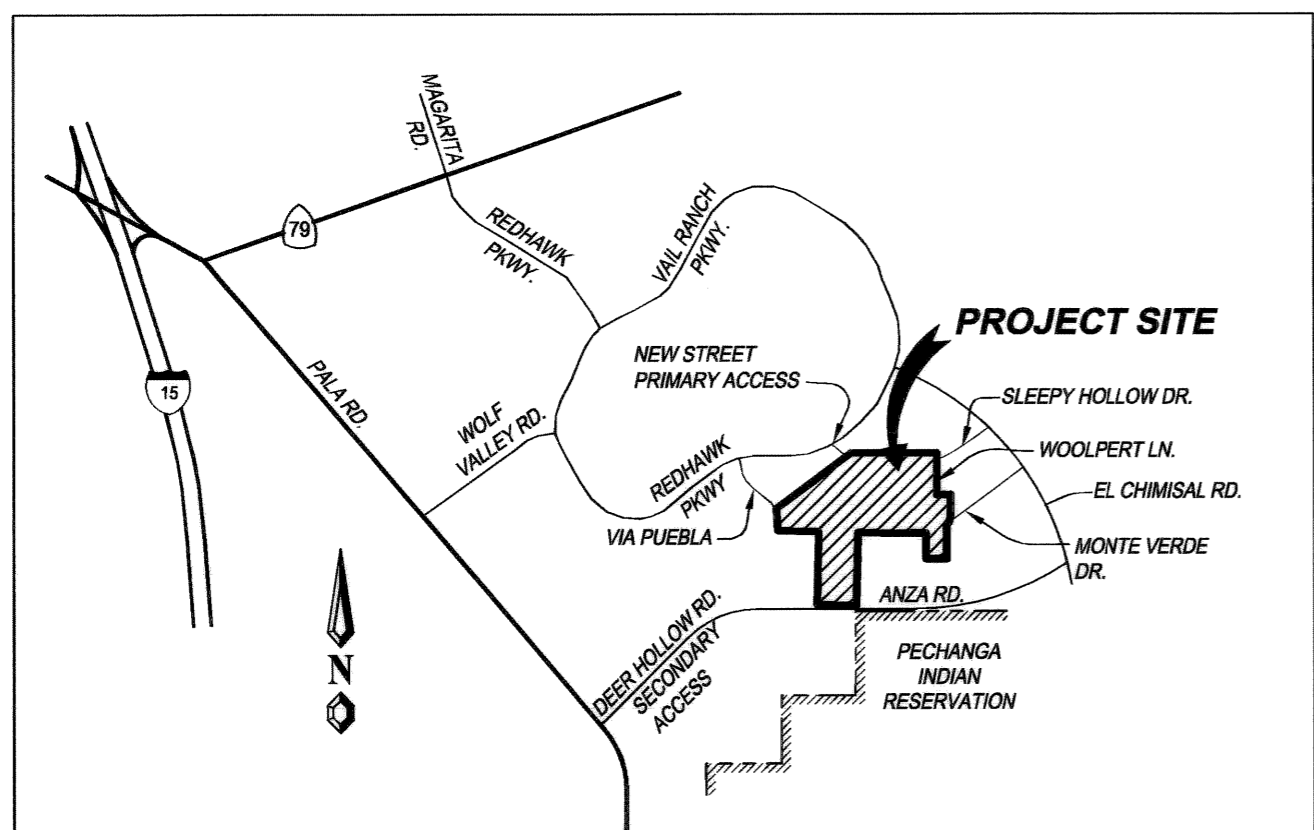 MAGARITA
RD.
79
REDHAWK
PKWY.
VAIL RANCH
PKWY.
PROJECT SITE
NEW STREET
PRIMARY ACCESS
SLEEPY HOLLOW DR.
15
PALA RD.
WOLF
VALLEY RD.
WOOLPERT LN.
REDHAWK
PKWY
EL CHIMISAL RD.
VIA PUEBLA
MONTE VERDE
DR.
ANZA RD.
DEER HOLLOW RD.
SECONDARY
ACCESS
PECHANGA
INDIAN
RESERVATION
N